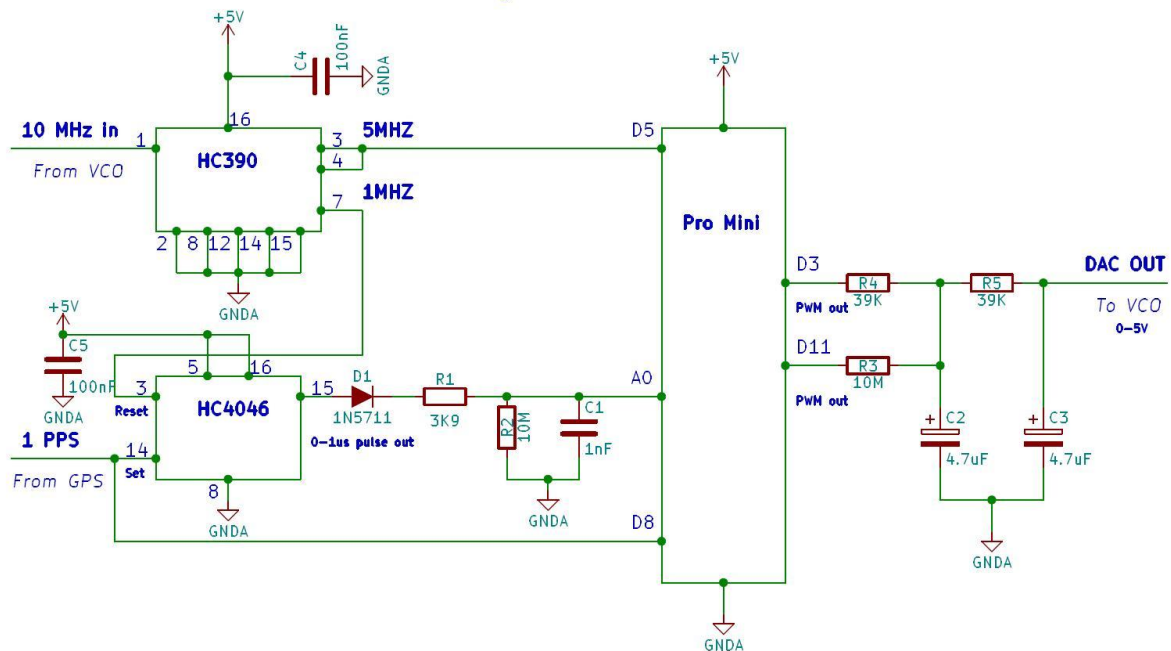 +5V
C4
100nF
GNDA
+5V
10 MHz in
From VCO
1
16
HC390
3
5MHZ
4
1MHZ
7
2
8
12
14
15
GNDA
D5
Pro Mini
D3
R4
39K
R5
39K
DAC OUT
To VCO
0-5V
PWM out
D11
R3
10M
PWM out
+5V
C5
100nF
GNDA
5
16
3
Reset
HC4046
15
D1
1N5711
0-1us pulse out
R1
3K9
R2
10M
C1
1nF
A0
GNDA
1 PPS
From GPS
14
Set
8
GNDA
D8
GNDA
+
C2
4.7uF
+
C3
4.7uF
GNDA